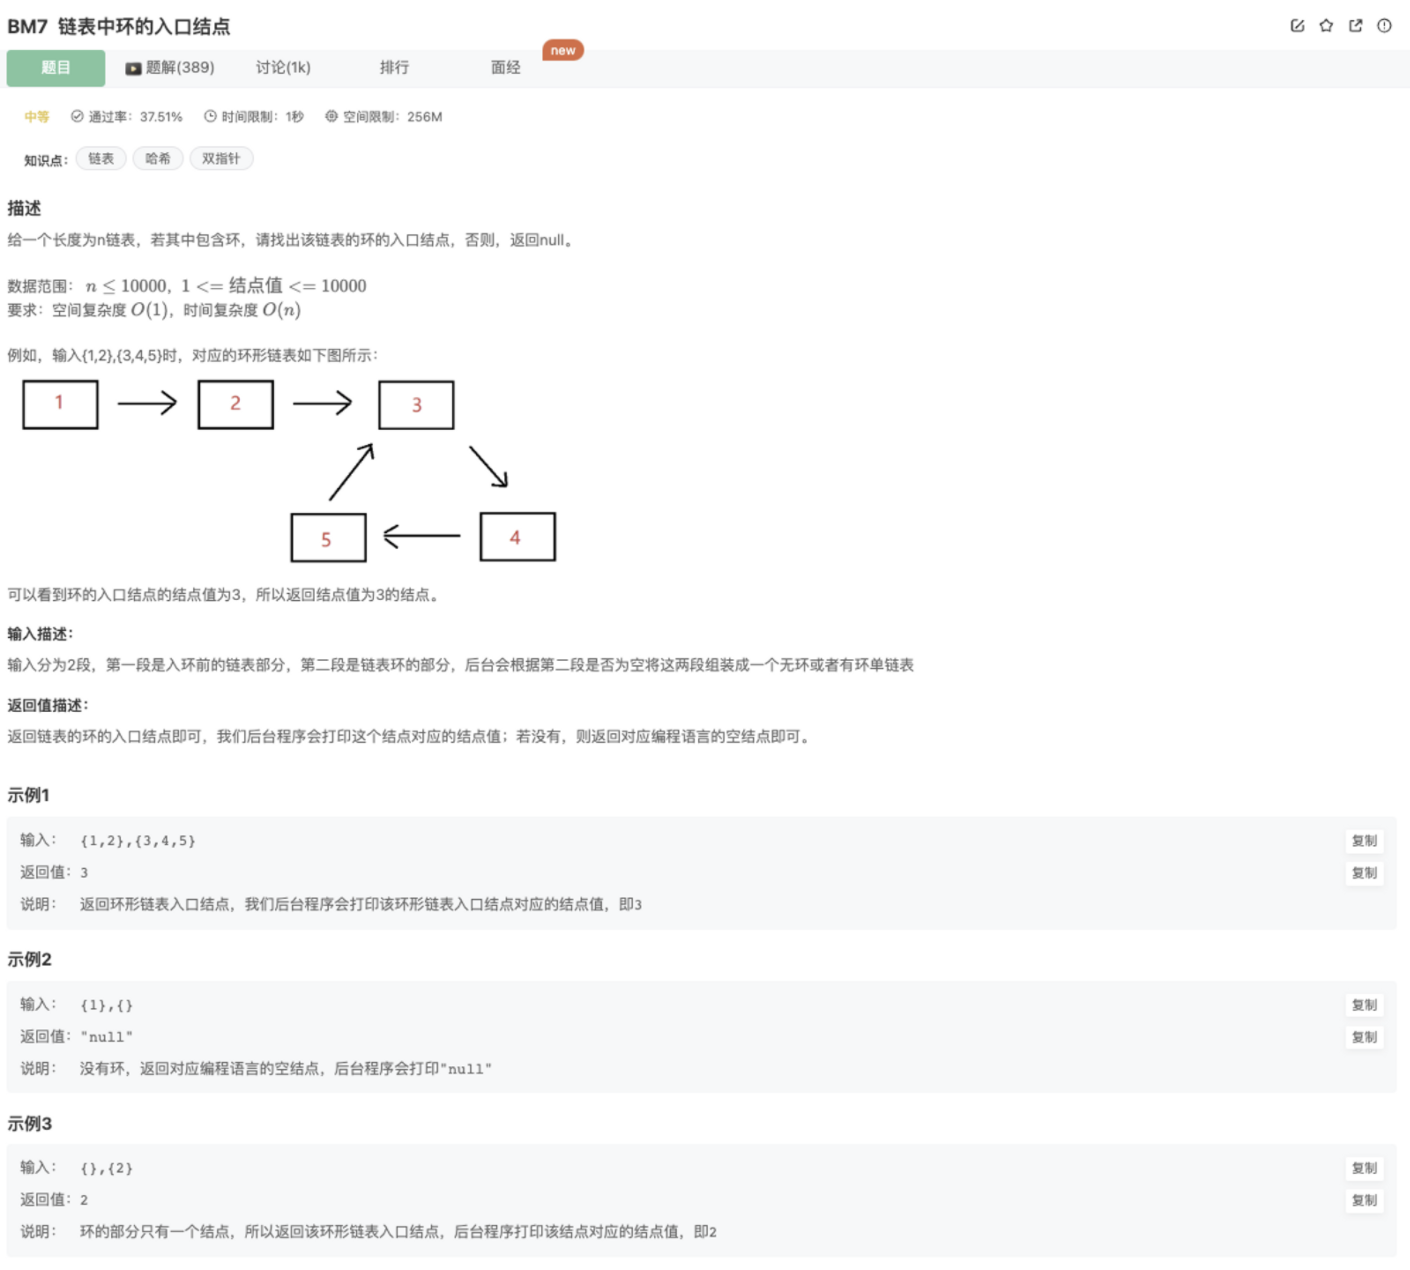 BM7 链表中环的入口结点
题目 题解(389) 讨论(1k) 排行 面经 new
中等 通过率：37.51% 时间限制：1秒 空间限制：256M
知识点： 链表 哈希 双指针
描述
给一个长度为n链表，若其中包含环，请找出该链表的环的入口结点，否则，返回null。
数据范围： n ≤ 10000，1 <= 结点值 <= 10000
要求：空间复杂度 O(1)，时间复杂度 O(n)
例如，输入{1,2},{3,4,5}时，对应的环形链表如下图所示：
1 2 3
5 4
可以看到环的入口结点的结点值为3，所以返回结点值为3的结点。
输入描述：
输入分为2段，第一段是入环前的链表部分，第二段是链表环的部分，后台会根据第二段是否为空将这两段组装成一个无环或者有环单链表
返回值描述：
返回链表的环的入口结点即可，我们后台程序会打印这个结点对应的结点值；若没有，则返回对应编程语言的空结点即可。
示例1
输入： {1,2},{3,4,5} 复制
返回值：3 复制
说明： 返回环形链表入口结点，我们后台程序会打印该环形链表入口结点对应的结点值，即3
示例2
输入： {1},{} 复制
返回值："null" 复制
说明： 没有环，返回对应编程语言的空结点，后台程序会打印"null"
示例3
输入： {},{2} 复制
返回值：2 复制
说明： 环的部分只有一个结点，所以返回该环形链表入口结点，后台程序打印该结点对应的结点值，即2